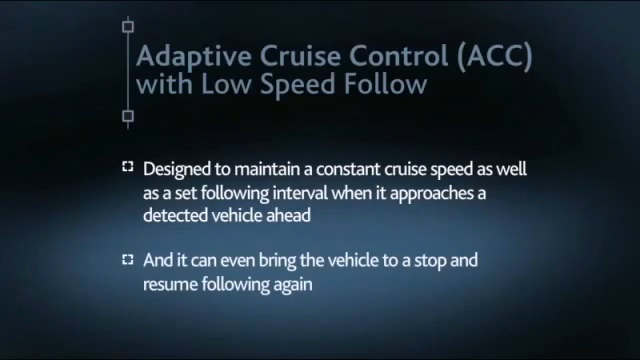 Adaptive Cruise Control (ACC)
with Low Speed Follow
Designed to maintain a constant cruise speed as well
as a set following interval when it approaches a
detected vehicle ahead
And it can even bring the vehicle to a stop and
resume following again